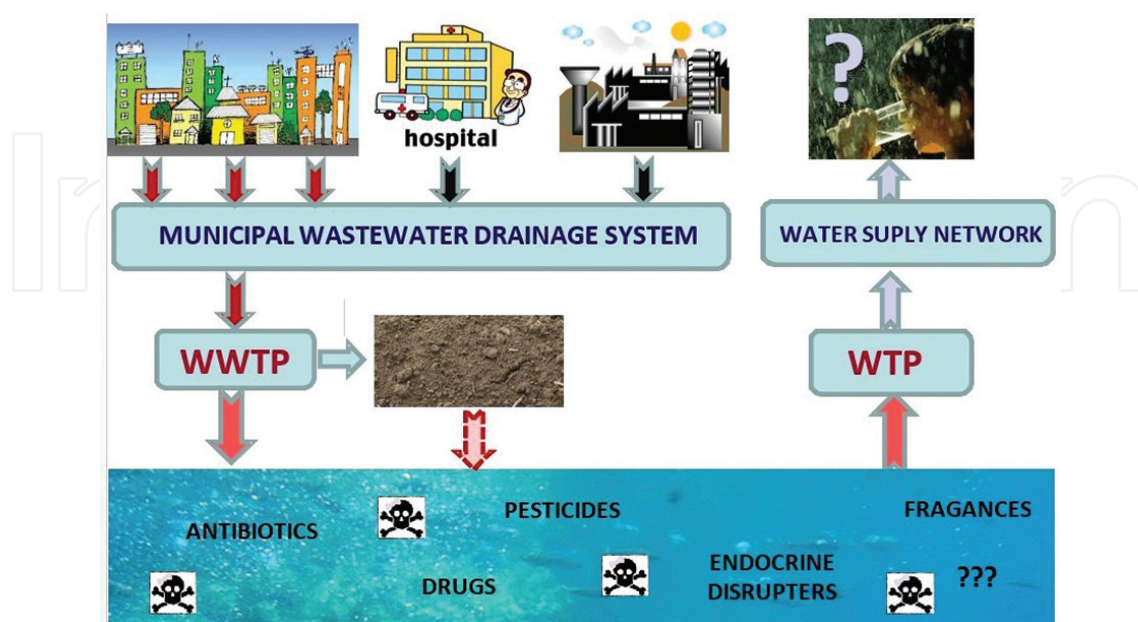 ?
hospital
MUNICIPAL WASTEWATER DRAINAGE SYSTEM
WATER SUPLY NETWORK
WWTP
WTP
PESTICIDES
FRAGANCES
ANTIBIOTICS
ENDOCRINE
DISRUPTERS
???
DRUGS